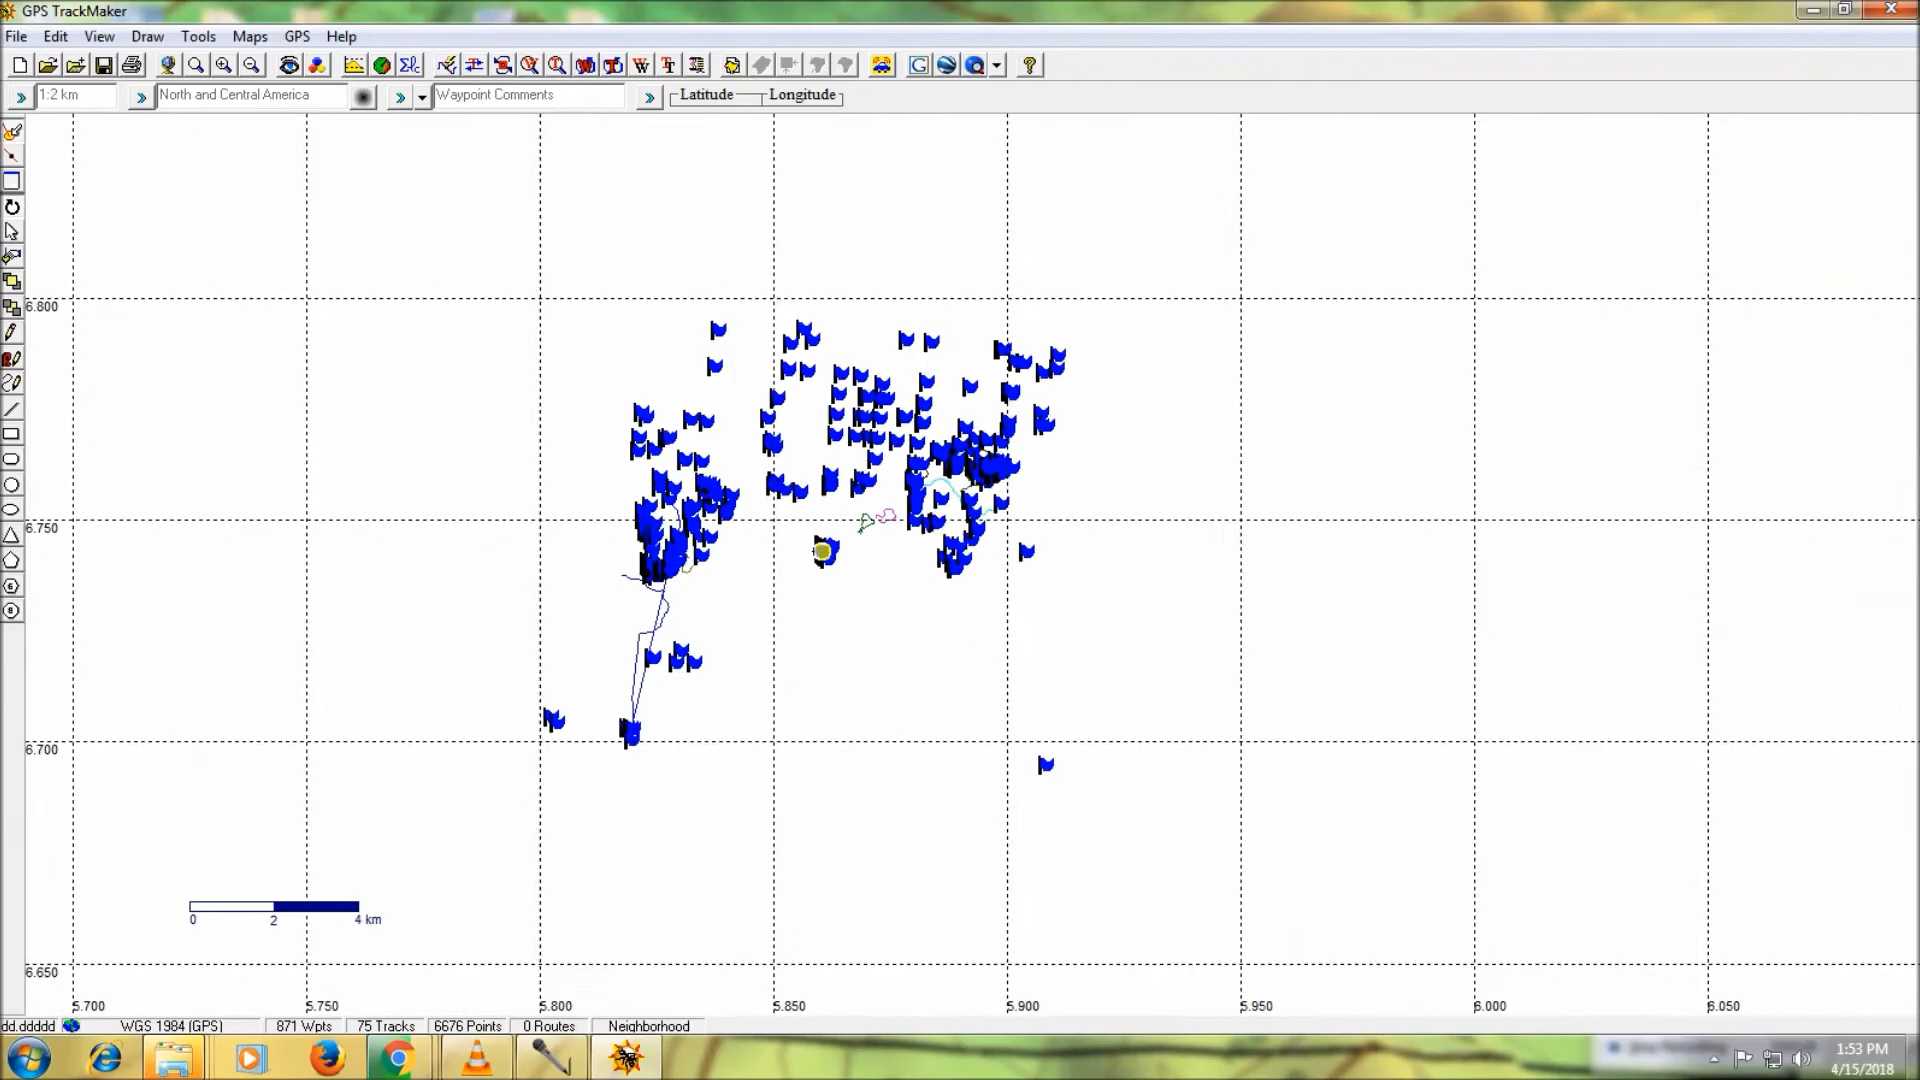 GPS TrackMaker
File Edit View Draw Tools Maps GPS Help
1:2 km North and Central America Waypoint Comments Latitude Longitude
6.800
6.750
6.700
6.650
0 2 4 km
5.700 5.750 5.800 5.850 5.900 5.950 6.000 6.050
dd.ddddd WGS 1984 (GPS) 871 Wpts 75 Tracks 6676 Points 0 Routes Neighborhood
1:53 PM
4/15/2018